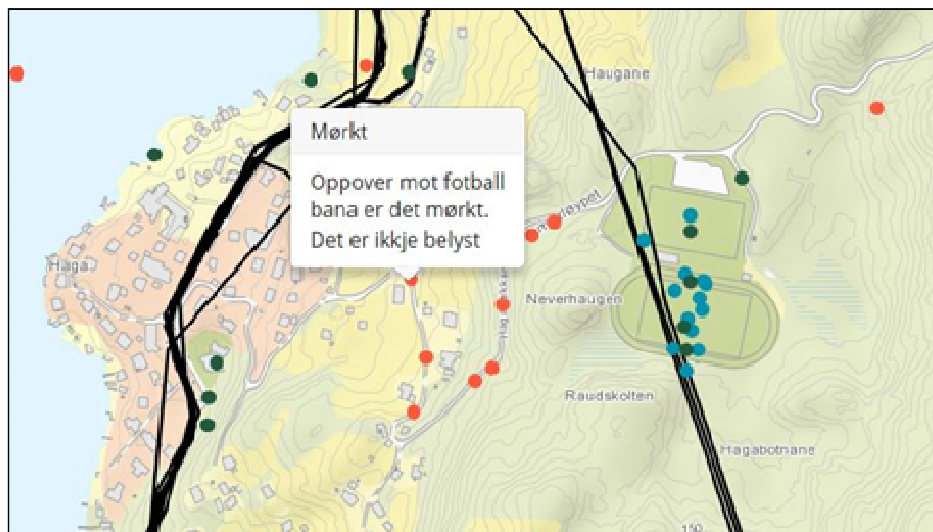 Haugane
Mørkt
Oppover mot fotball
bana er det mørkt.
Det er ikkje belyst
Haga
Neverhaugen
Raudskolten
Hagabotnane
150